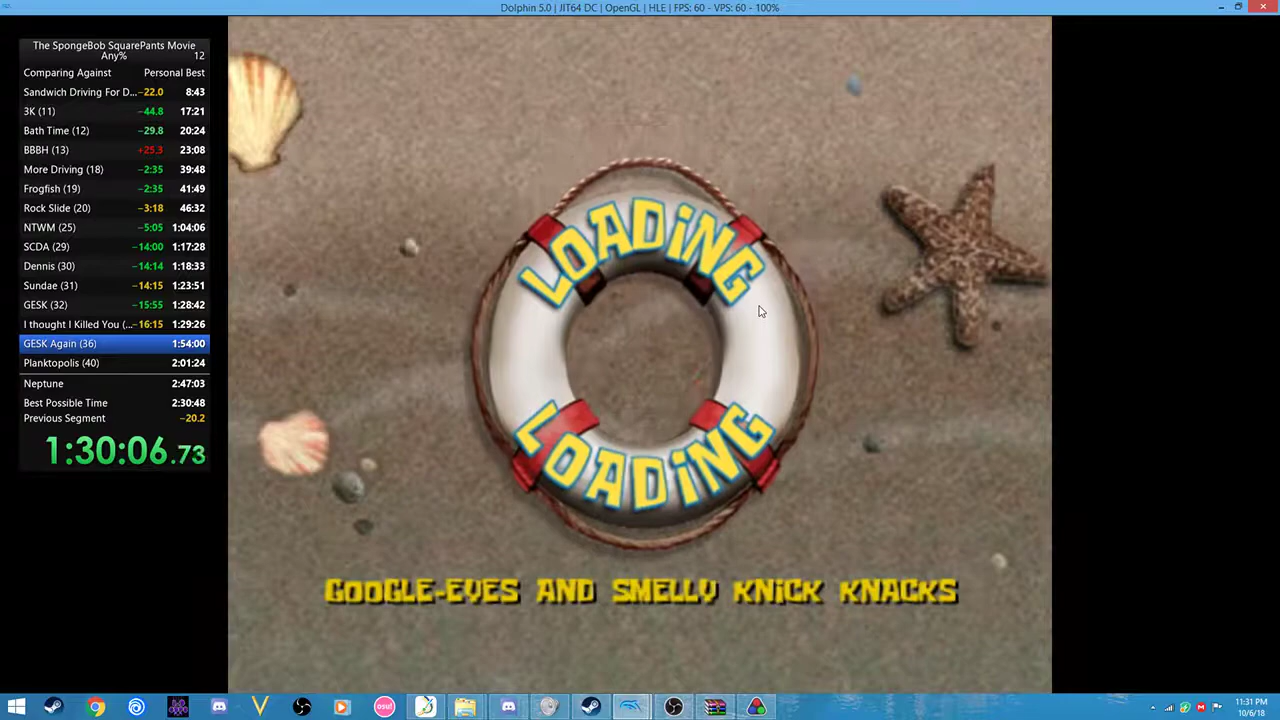 Dolphin 5.0 | JIT64 DC | OpenGL | HLE | FPS: 60 - VPS: 60 - 100%
The SpongeBob SquarePants Movie
Any% 12
Comparing Against Personal Best
Sandwich Driving For D... −22.0 8:43
3K (11) −44.8 17:21
Bath Time (12) −29.8 20:24
BBBH (13) +25.3 23:08
More Driving (18) −2:35 39:48
Frogfish (19) −2:35 41:49
Rock Slide (20) −3:18 46:32
NTWM (25) −5:05 1:04:06
SCDA (29) −14:00 1:17:28
Dennis (30) −14:14 1:18:33
Sundae (31) −14:15 1:23:51
GESK (32) −15:55 1:28:42
I thought I Killed You (... −16:15 1:29:26
GESK Again (36) 1:54:00
Planktopolis (40) 2:01:24
Neptune 2:47:03
Best Possible Time 2:30:48
Previous Segment −20.2
1:30:06.73
LOADING
LOADING
GOOGLE-EYES AND SMELLY KNICK KNACKS
osu!
11:31 PM
10/6/18